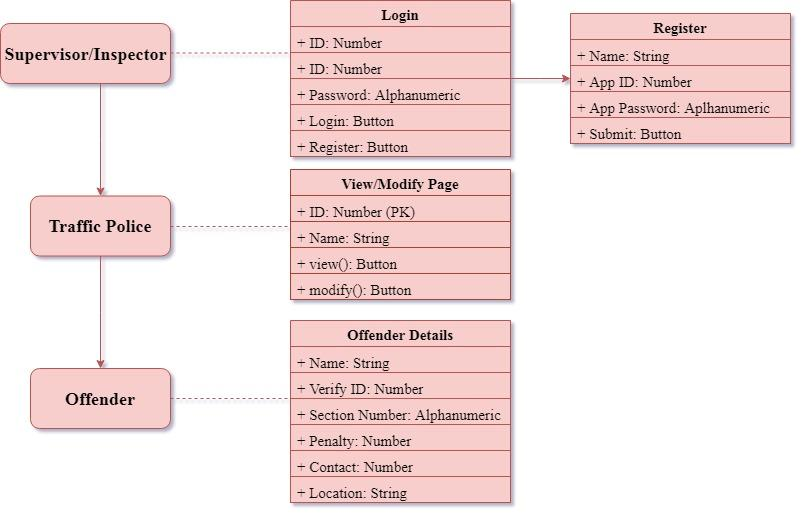 Supervisor/Inspector
Login
+ ID: Number
+ ID: Number
+ Password: Alphanumeric
+ Login: Button
+ Register: Button
Register
+ Name: String
+ App ID: Number
+ App Password: Aplhanumeric
+ Submit: Button
Traffic Police
View/Modify Page
+ ID: Number (PK)
+ Name: String
+ view(): Button
+ modify(): Button
Offender
Offender Details
+ Name: String
+ Verify ID: Number
+ Section Number: Alphanumeric
+ Penalty: Number
+ Contact: Number
+ Location: String